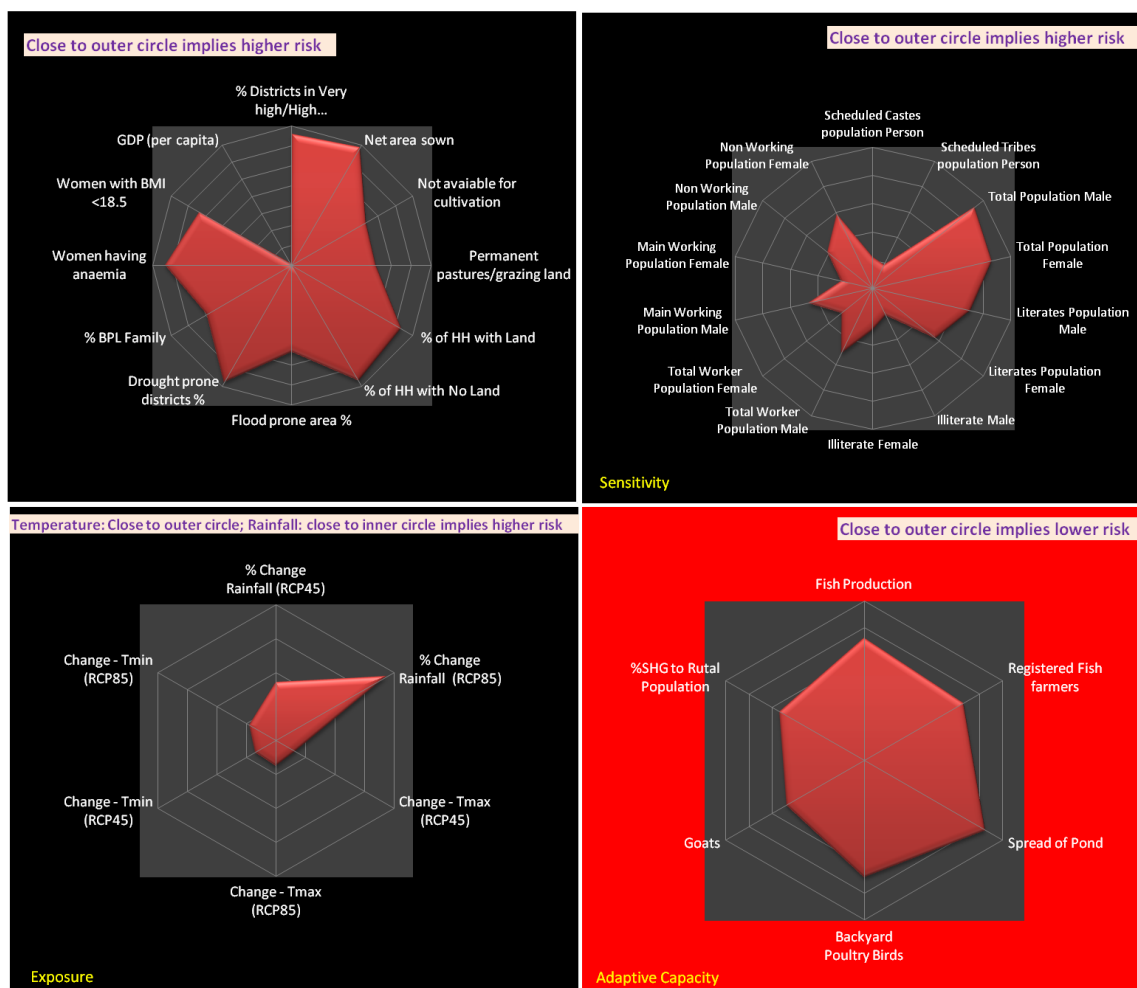 Close to outer circle implies higher risk
% Districts in Very
high/High...
GDP (per capita)
Net area sown
Women with BMI
<18.5
Not avaiable for
cultivation
Women having
anaemia
Permanent
pastures/grazing land
% BPL Family
% of HH with Land
Drought prone
districts %
% of HH with No Land
Flood prone area %
Close to outer circle implies higher risk
Scheduled Castes
population Person
Non Working
Population Female
Scheduled Tribes
population Person
Non Working
Population Male
Total Population Male
Main Working
Population Female
Total Population
Female
Main Working
Population Male
Literates Population
Male
Total Worker
Population Female
Literates Population
Female
Total Worker
Population Male
Illiterate Male
Illiterate Female
Sensitivity
Temperature: Close to outer circle; Rainfall: close to inner circle implies higher risk
% Change
Rainfall (RCP45)
Change - Tmin
(RCP85)
% Change
Rainfall (RCP85)
Change - Tmin
(RCP45)
Change - Tmax
(RCP45)
Change - Tmax
(RCP85)
Exposure
Close to outer circle implies lower risk
Fish Production
%SHG to Rutal
Population
Registered Fish
farmers
Goats
Spread of Pond
Backyard
Poultry Birds
Adaptive Capacity